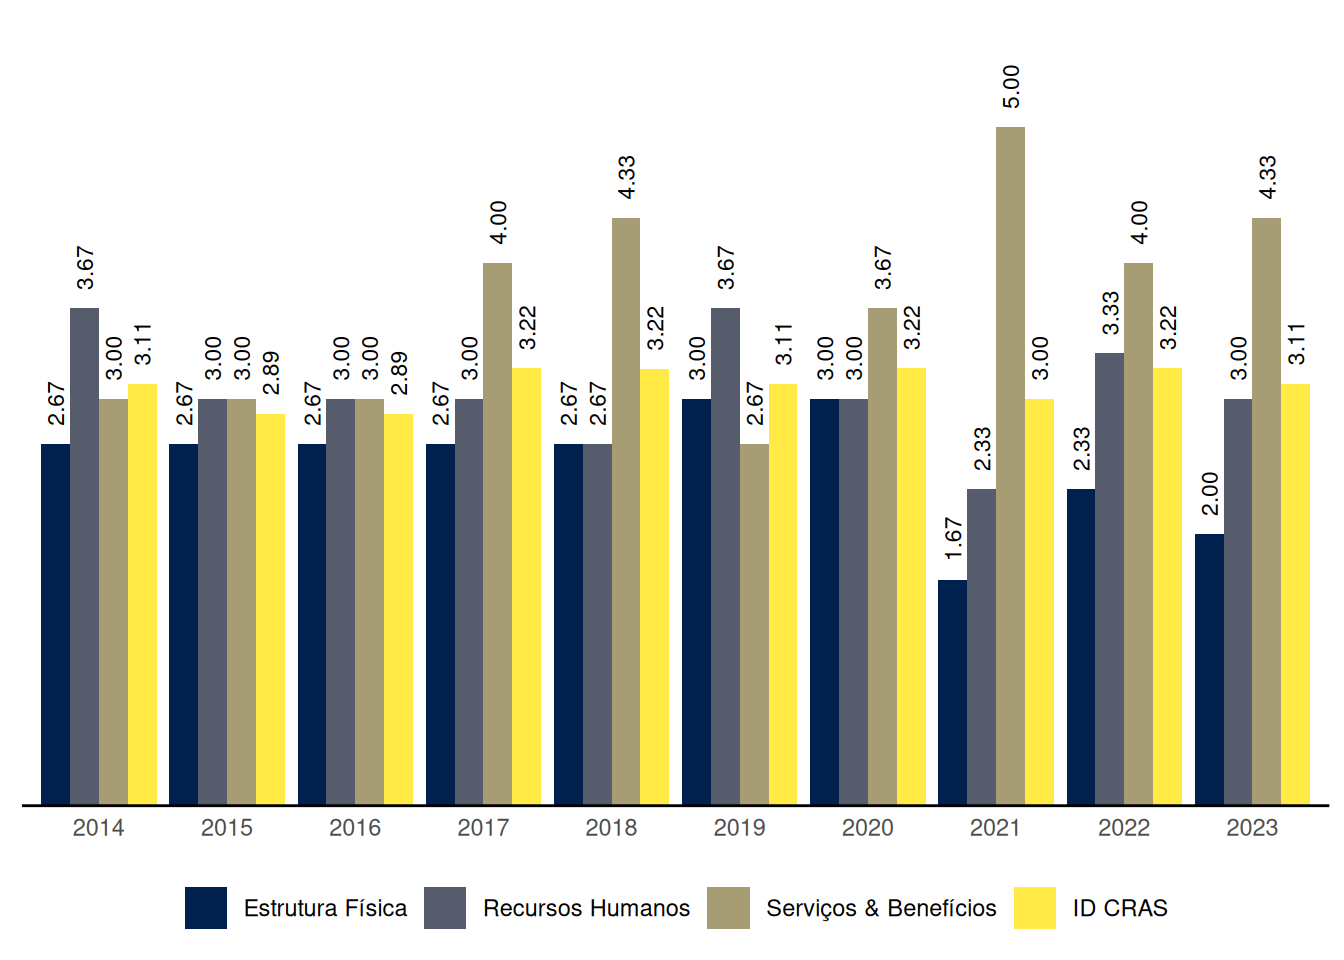 5.00
4.33 4.33
4.00 4.00
3.67 3.67 3.67
3.33
3.11 3.22 3.22 3.11 3.22 3.22 3.11
3.00 3.00 3.00 3.00 3.00 3.00 3.00 3.00 3.00 3.00 3.00
2.89 2.89
2.67 2.67 2.67 2.67 2.67 2.67 2.67
2.33 2.33
2.00
1.67
2014 2015 2016 2017 2018 2019 2020 2021 2022 2023
Estrutura Física Recursos Humanos Serviços & Benefícios ID CRAS